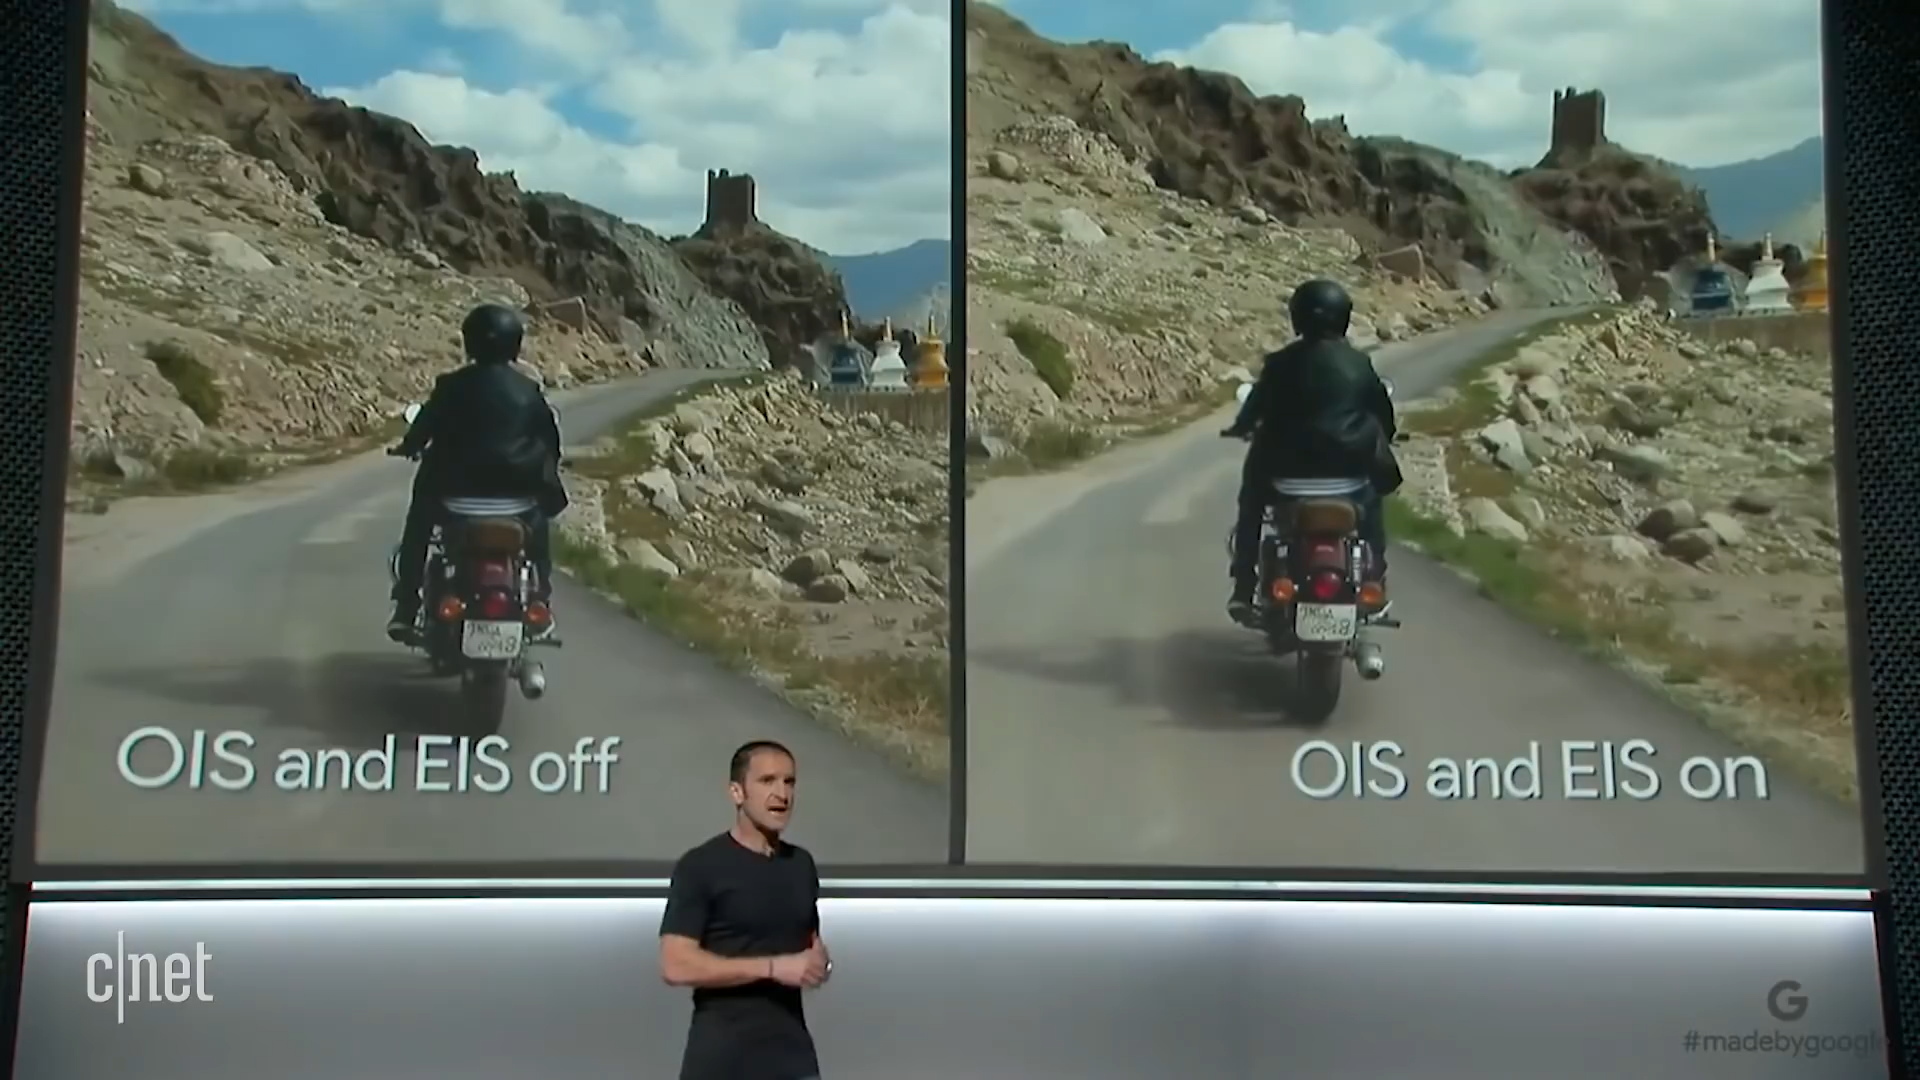 OIS and EIS off
OIS and EIS on
c|net
G
#madebygoogle